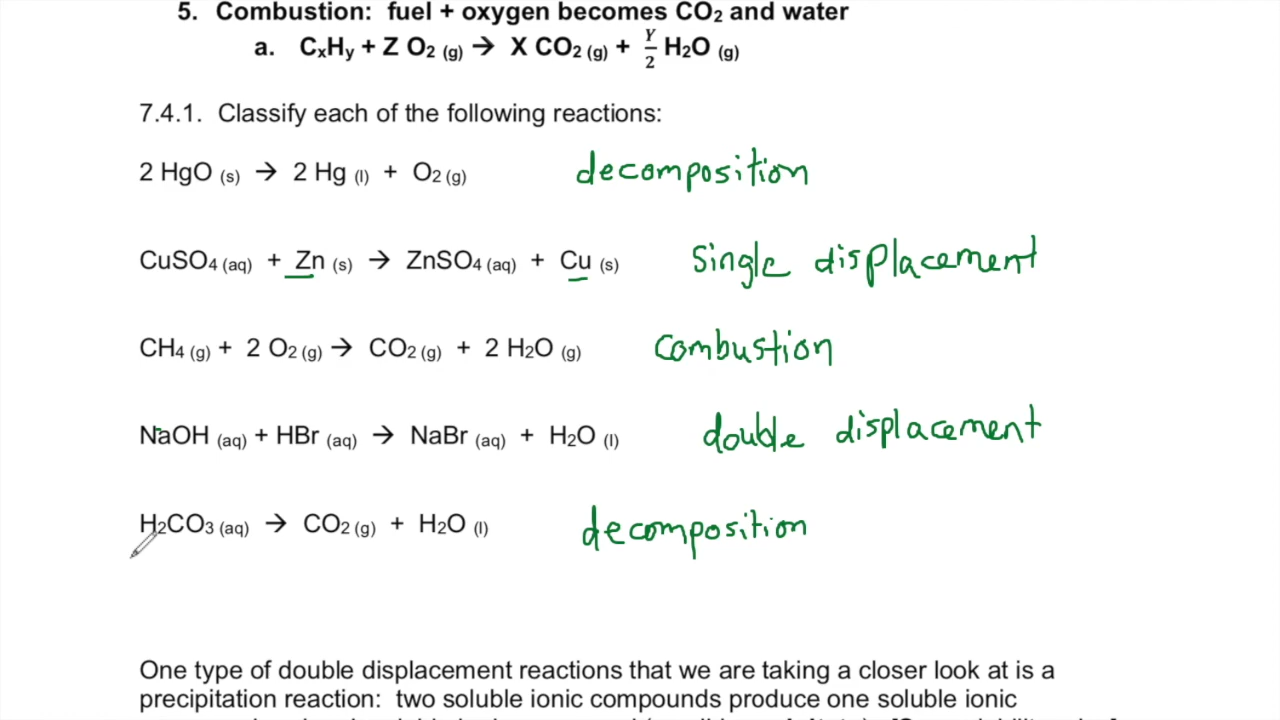 5. Combustion: fuel + oxygen becomes CO2 and water
a. CxHy + Z O2 (g) → X CO2 (g) + Y/2 H2O (g)
7.4.1. Classify each of the following reactions:
2 HgO (s) → 2 Hg (l) + O2 (g) decomposition
CuSO4 (aq) + Zn (s) → ZnSO4 (aq) + Cu (s) single displacement
CH4 (g) + 2 O2 (g) → CO2 (g) + 2 H2O (g) combustion
NaOH (aq) + HBr (aq) → NaBr (aq) + H2O (l) double displacement
H2CO3 (aq) → CO2 (g) + H2O (l) decomposition
One type of double displacement reactions that we are taking a closer look at is a
precipitation reaction: two soluble ionic compounds produce one soluble ionic